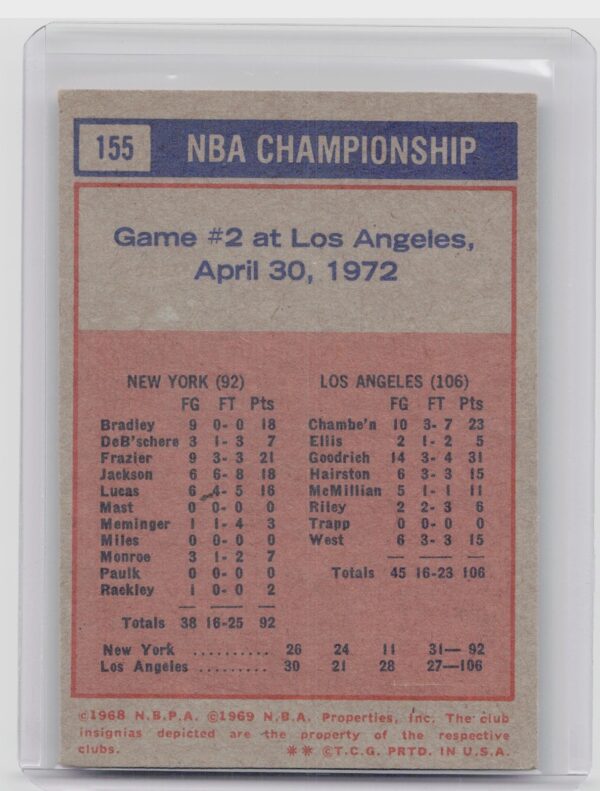 155 NBA CHAMPIONSHIP
Game #2 at Los Angeles,
April 30, 1972
NEW YORK (92)
FG FT Pts
Bradley 9 0- 0 18
DeB'schere 3 1- 3 7
Frazier 9 3- 3 21
Jackson 6 6- 8 18
Lucas 6 4- 5 16
Mast 0 0- 0 0
Meminger 1 1- 4 3
Miles 0 0- 0 0
Monroe 3 1- 2 7
Paulk 0 0- 0 0
Rackley 1 0- 0 2
Totals 38 16-25 92
LOS ANGELES (106)
FG FT Pts
Chambe'n 10 3- 7 23
Ellis 2 1- 2 5
Goodrich 14 3- 4 31
Hairston 6 3- 3 15
McMillian 5 1- 1 11
Riley 2 2- 3 6
Trapp 0 0- 0 0
West 6 3- 3 15
Totals 45 16-23 106
New York .......... 26 24 11 31— 92
Los Angeles ......... 30 21 28 27—106
©1968 N.B.P.A. ©1969 N.B.A. Properties, Inc. The club
insignias depicted are the property of the respective
clubs. ** ©T.C.G. PRTD. IN U.S.A.